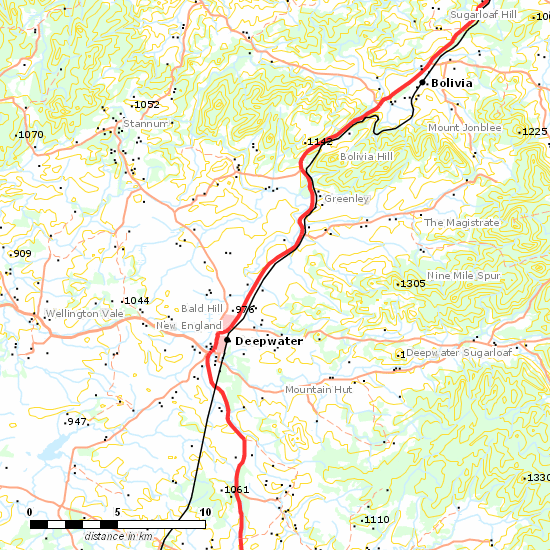 Sugarloaf Hill
106
Bolivia
1052
Stannum
1070
1142
Mount Jonblee
1225
Bolivia Hill
Greenley
The Magistrate
909
Nine Mile Spur
1305
1044
Bald Hill
976
Wellington Vale
New England
Deepwater
1
Deepwater Sugarloaf
Mountain Hut
947
1330
1061
1110
0 5 10
distance in km